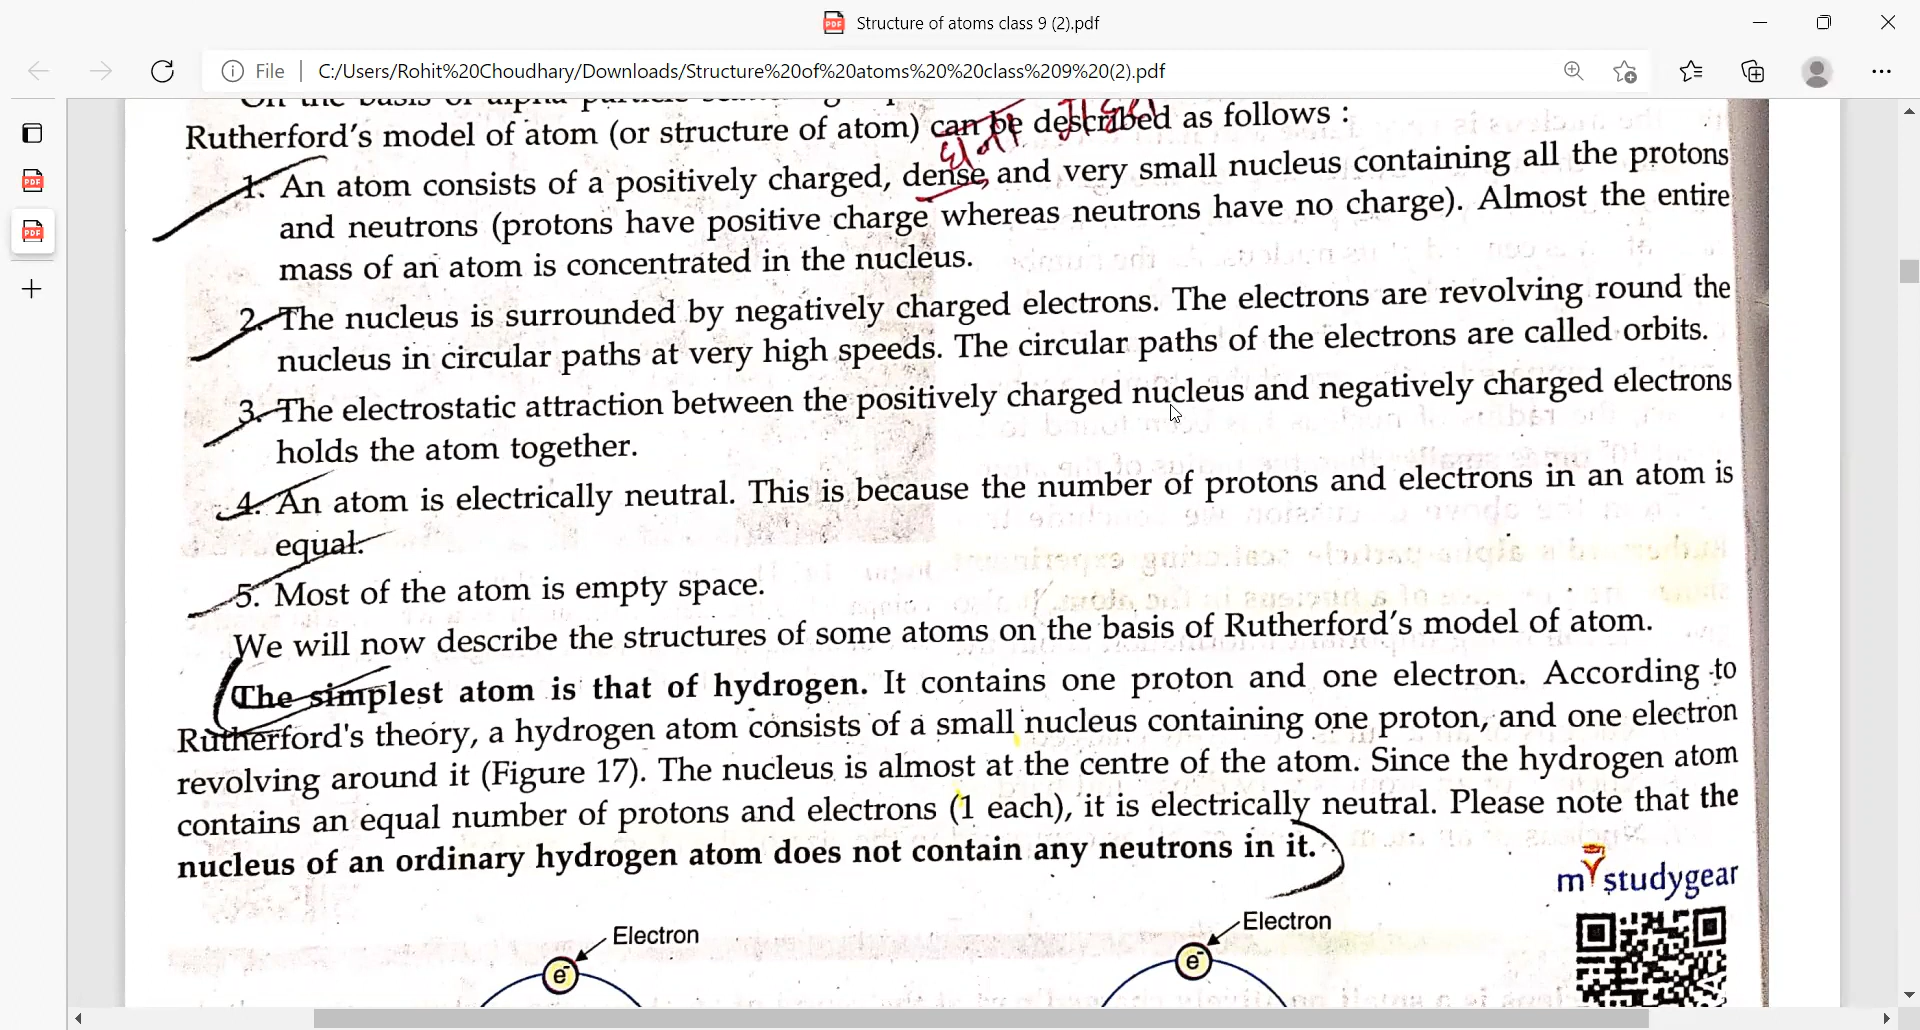 Structure of atoms class 9 (2).pdf
File
C:/Users/Rohit%20Choudhary/Downloads/Structure%20of%20atoms%20%20class%209%20(2).pdf
On the basis of alpha particle
Rutherford's model of atom (or structure of atom) can be described as follows :
1. An atom consists of a positively charged, dense, and very small nucleus containing all the protons
and neutrons (protons have positive charge whereas neutrons have no charge). Almost the entire
mass of an atom is concentrated in the nucleus.
2. The nucleus is surrounded by negatively charged electrons. The electrons are revolving round the
nucleus in circular paths at very high speeds. The circular paths of the electrons are called orbits.
3. The electrostatic attraction between the positively charged nucleus and negatively charged electrons
holds the atom together.
4. An atom is electrically neutral. This is because the number of protons and electrons in an atom is
equal.
5. Most of the atom is empty space.
We will now describe the structures of some atoms on the basis of Rutherford's model of atom.
The simplest atom is that of hydrogen. It contains one proton and one electron. According to
Rutherford's theory, a hydrogen atom consists of a small nucleus containing one proton, and one electron
revolving around it (Figure 17). The nucleus is almost at the centre of the atom. Since the hydrogen atom
contains an equal number of protons and electrons (1 each), it is electrically neutral. Please note that the
nucleus of an ordinary hydrogen atom does not contain any neutrons in it.
mYstudygear
Electron
Electron
e⁻
e⁻